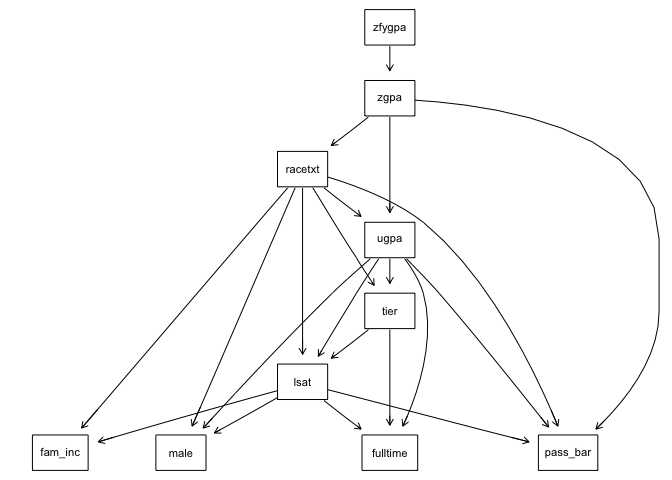 zfygpa
zgpa
racetxt
ugpa
tier
lsat
fam_inc
male
fulltime
pass_bar